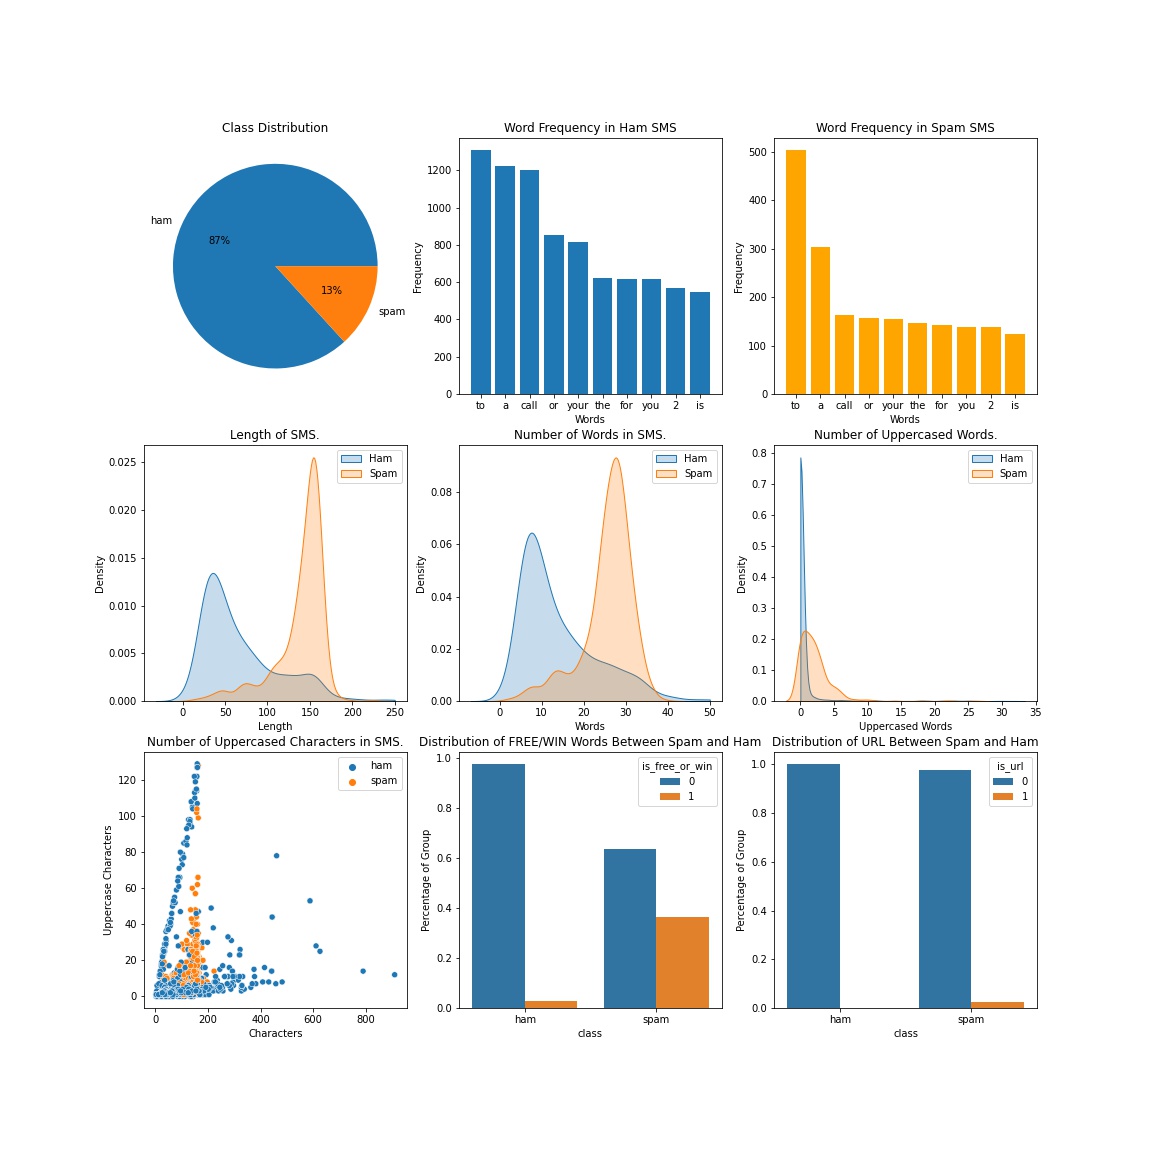 Class Distribution
ham
87%
13%
spam
Word Frequency in Ham SMS
Frequency
1200
1000
800
600
400
200
0
to a call or your the for you 2 is
Words
Word Frequency in Spam SMS
Frequency
500
400
300
200
100
0
to a call or your the for you 2 is
Words
Length of SMS.
Ham
Spam
Density
0.025
0.020
0.015
0.010
0.005
0.000
0 50 100 150 200 250
Length
Number of Words in SMS.
Ham
Spam
Density
0.08
0.06
0.04
0.02
0.00
0 10 20 30 40 50
Words
Number of Uppercased Words.
Ham
Spam
Density
0.8
0.7
0.6
0.5
0.4
0.3
0.2
0.1
0.0
0 5 10 15 20 25 30 35
Uppercased Words
Number of Uppercased Characters in SMS.
ham
spam
Uppercase Characters
120
100
80
60
40
20
0
0 200 400 600 800
Characters
Distribution of FREE/WIN Words Between Spam and Ham
is_free_or_win
0
1
Percentage of Group
1.0
0.8
0.6
0.4
0.2
0.0
ham spam
class
Distribution of URL Between Spam and Ham
is_url
0
1
Percentage of Group
1.0
0.8
0.6
0.4
0.2
0.0
ham spam
class